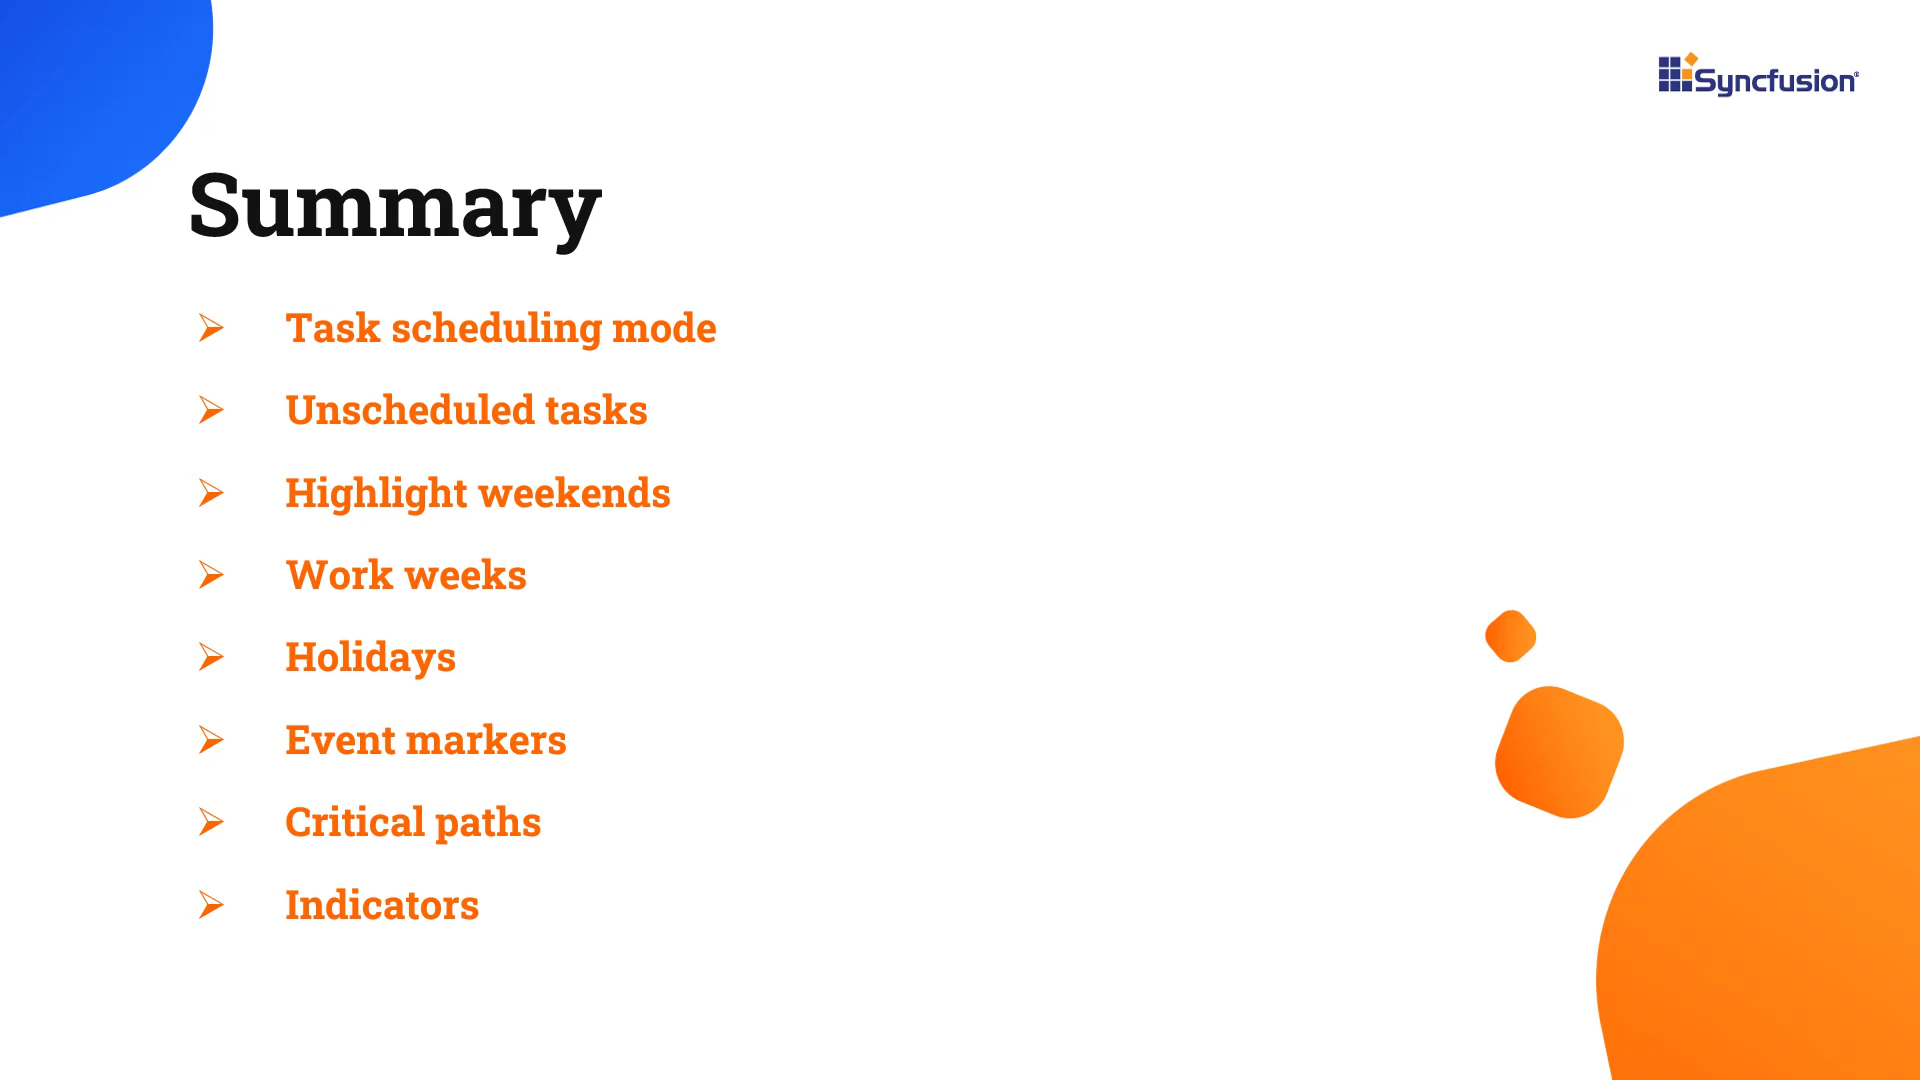 Syncfusion®
Summary
➢ Task scheduling mode
➢ Unscheduled tasks
➢ Highlight weekends
➢ Work weeks
➢ Holidays
➢ Event markers
➢ Critical paths
➢ Indicators